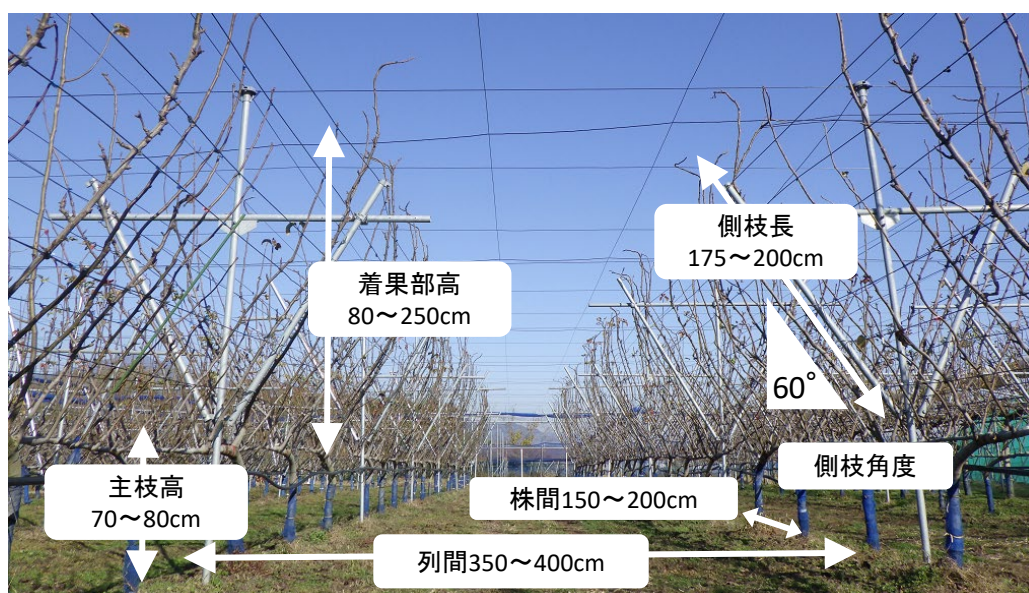 側枝長
175～200cm
着果部高
80～250cm
60°
側枝角度
主枝高
70～80cm
株間150～200cm
列間350～400cm